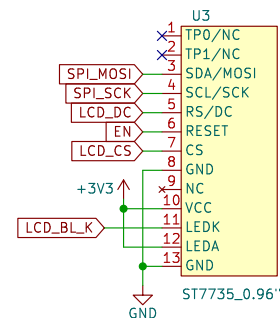 U3
1 TP0/NC
2 TP1/NC
SPI_MOSI 3 SDA/MOSI
SPI_SCK 4 SCL/SCK
LCD_DC 5 RS/DC
EN 6 RESET
LCD_CS 7 CS
8 GND
9 NC
+3V3 10 VCC
LCD_BL_K 11 LEDK
12 LEDA
13 GND
ST7735_0.96"
GND